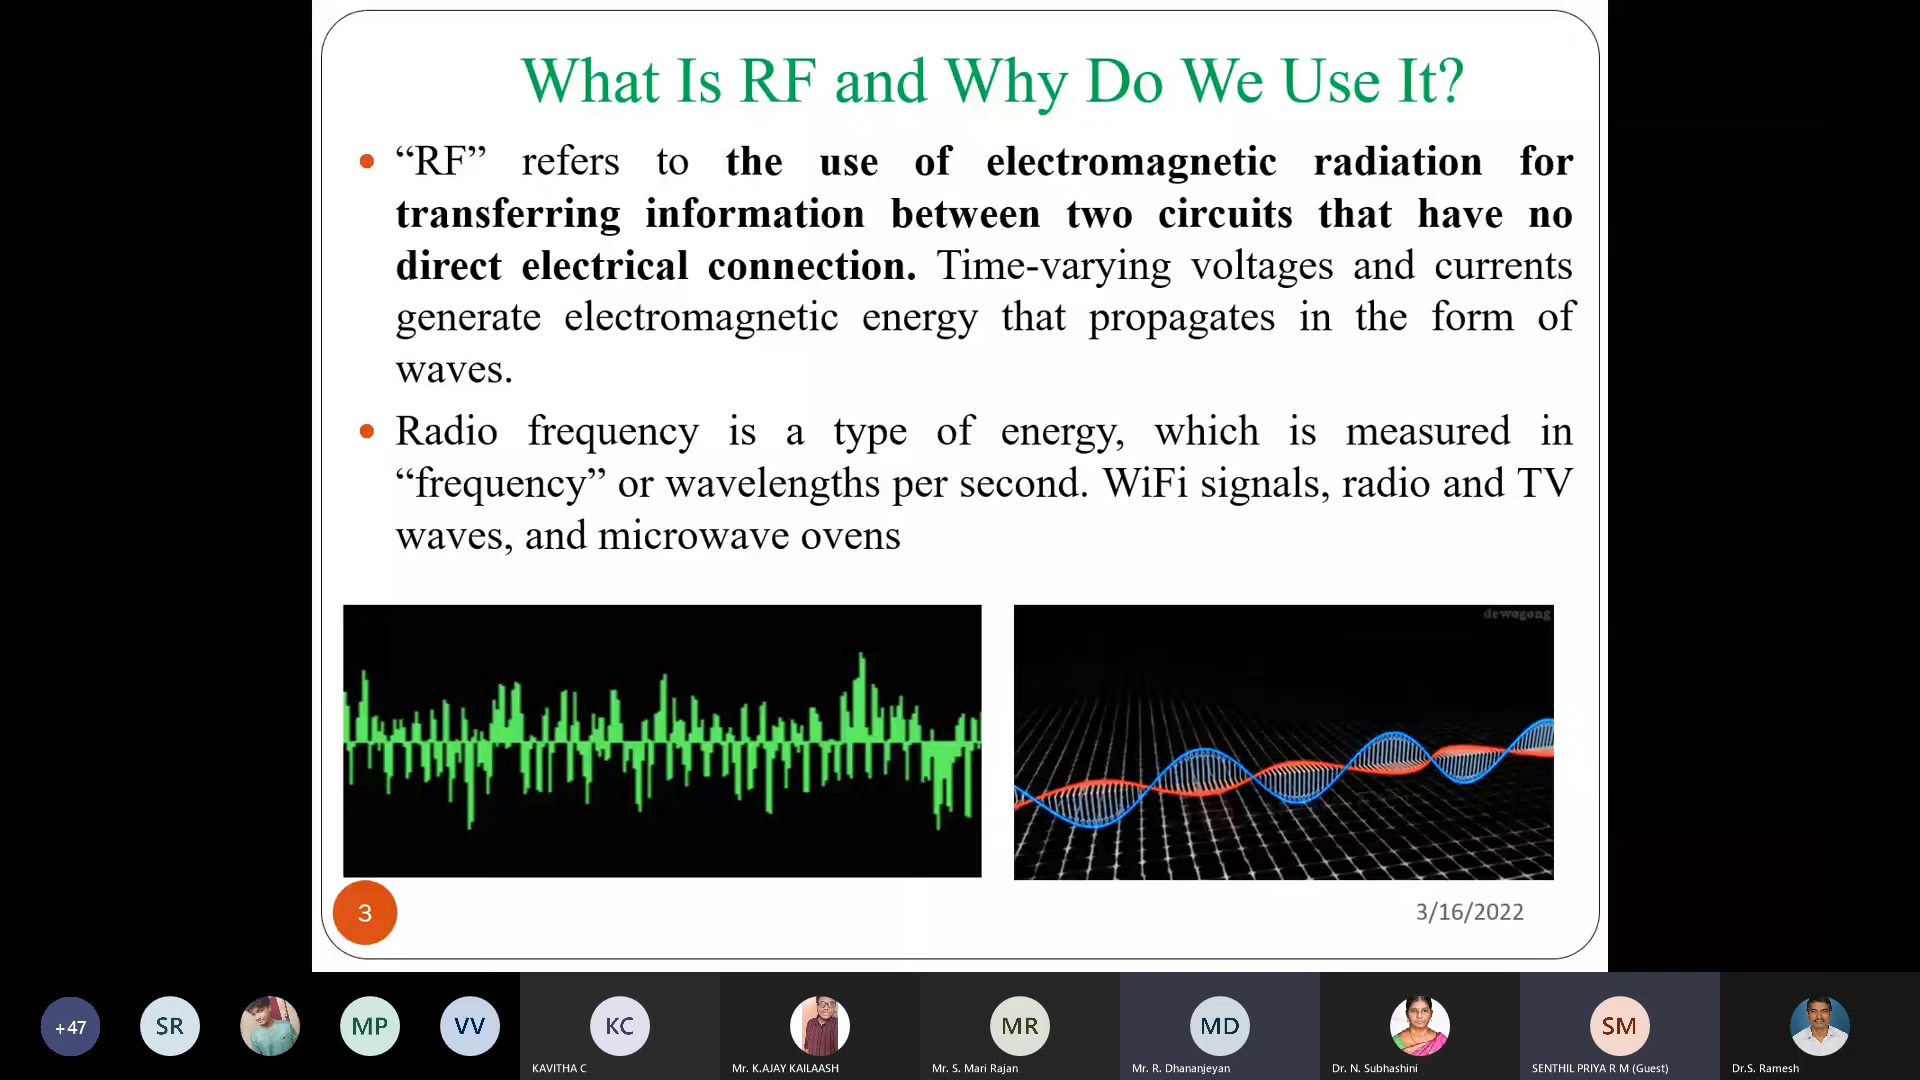 What Is RF and Why Do We Use It?
“RF” refers to the use of electromagnetic radiation for
transferring information between two circuits that have no
direct electrical connection. Time-varying voltages and currents
generate electromagnetic energy that propagates in the form of
waves.
Radio frequency is a type of energy, which is measured in
“frequency” or wavelengths per second. WiFi signals, radio and TV
waves, and microwave ovens
dewogong
3
3/16/2022
+47
SR
MP
VV
KC
MR
MD
SM
KAVITHA C
Mr. K.AJAY KAILAASH
Mr. S. Mari Rajan
Mr. R. Dhananjeyan
Dr. N. Subhashini
SENTHIL PRIYA R M (Guest)
Dr.S. Ramesh